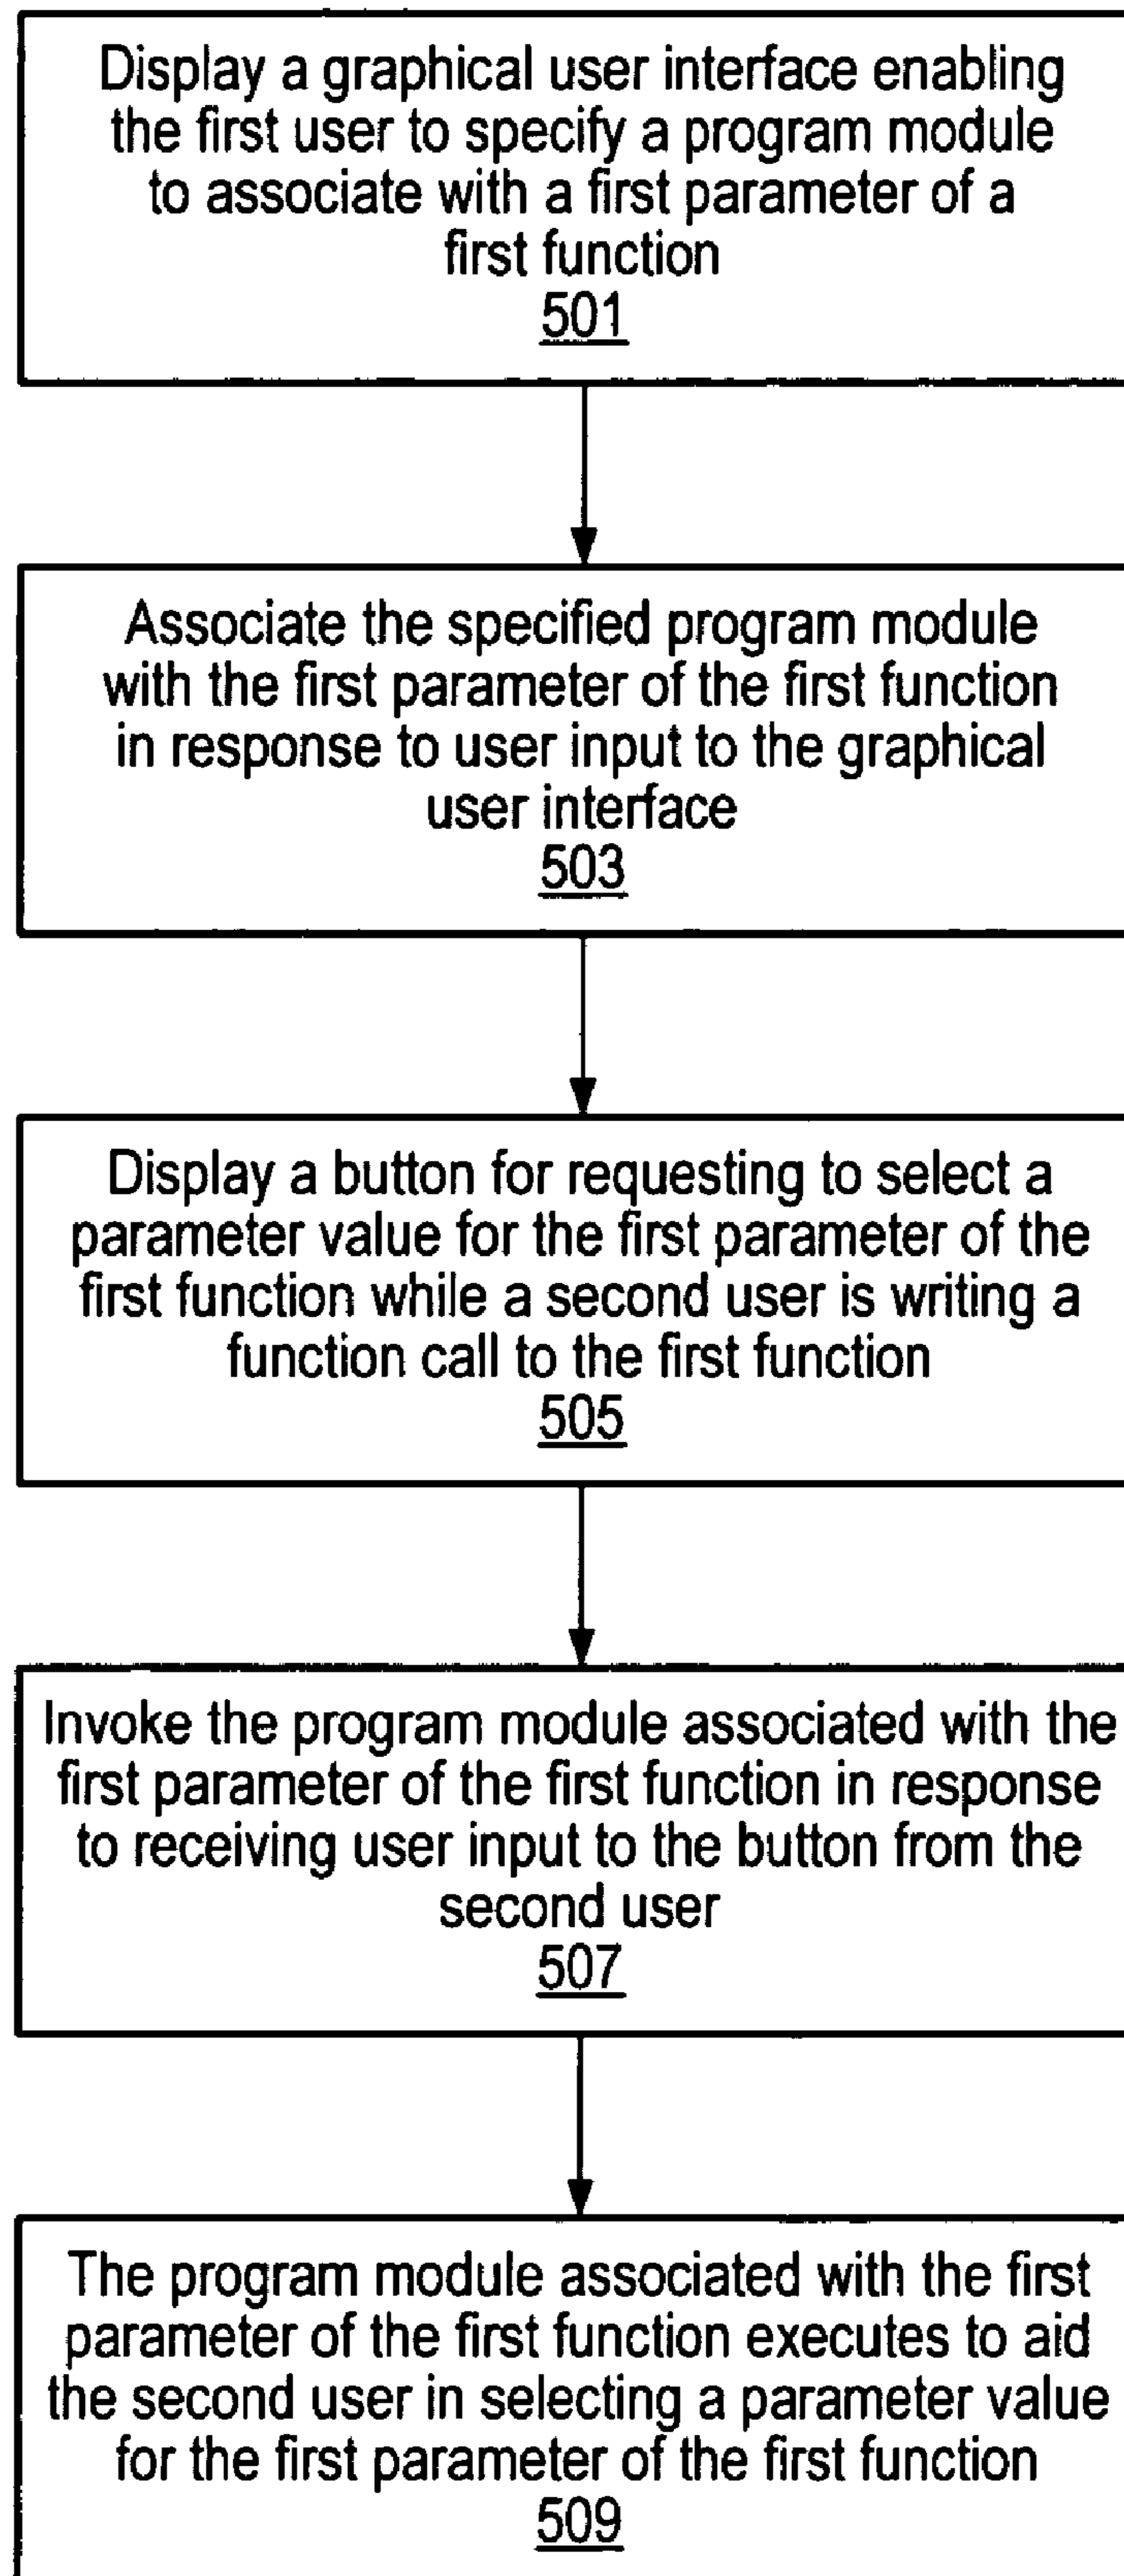 Display a graphical user interface enabling
the first user to specify a program module
to associate with a first parameter of a
first function
501
Associate the specified program module
with the first parameter of the first function
in response to user input to the graphical
user interface
503
Display a button for requesting to select a
parameter value for the first parameter of the
first function while a second user is writing a
function call to the first function
505
Invoke the program module associated with the
first parameter of the first function in response
to receiving user input to the button from the
second user
507
The program module associated with the first
parameter of the first function executes to aid
the second user in selecting a parameter value
for the first parameter of the first function
509